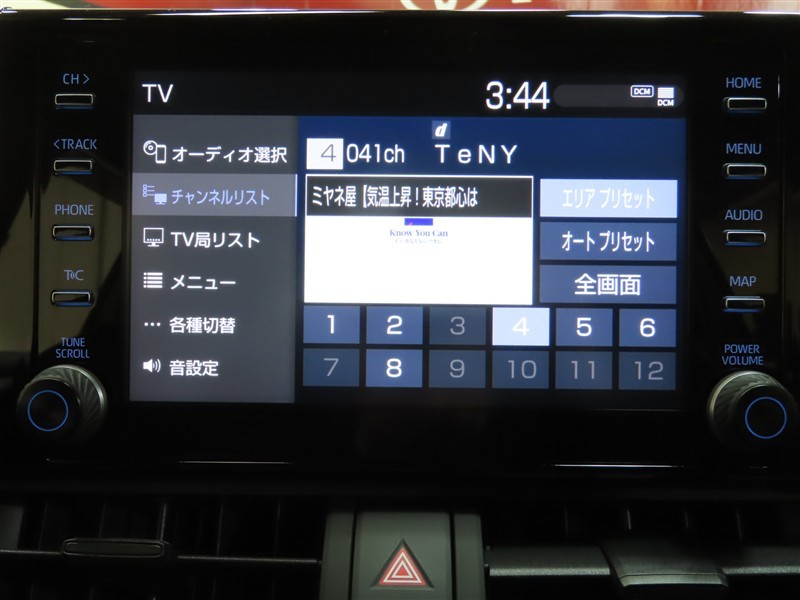 CH >
< TRACK
PHONE
T
C
TUNE
SCROLL
TV
3:44
DCM
DCM
オーディオ選択
チャンネルリスト
TV局リスト
メニュー
各種切替
音設定
d
4 041ch TeNY
ミヤネ屋【気温上昇！東京都心は
Know You Can
エリア プリセット
オート プリセット
全画面
1 2 3 4 5 6
7 8 9 10 11 12
HOME
MENU
AUDIO
MAP
POWER
VOLUME